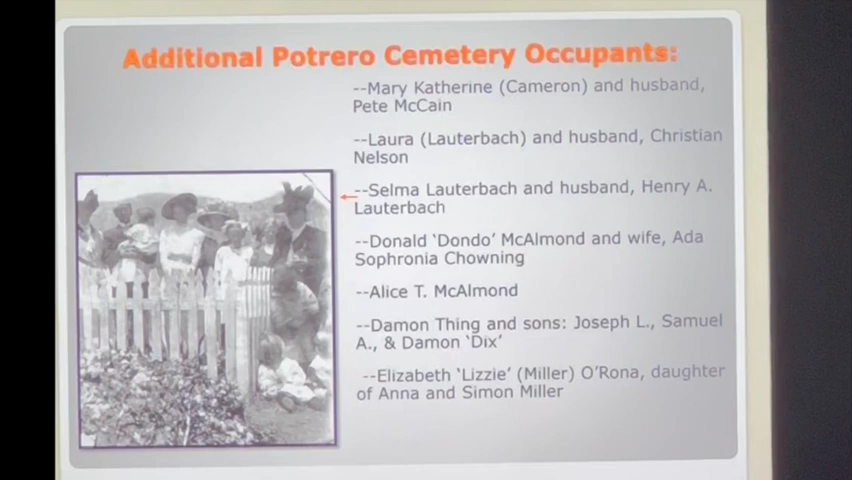 Additional Potrero Cemetery Occupants:
--Mary Katherine (Cameron) and husband,
Pete McCain
--Laura (Lauterbach) and husband, Christian
Nelson
--Selma Lauterbach and husband, Henry A.
Lauterbach
--Donald ‘Dondo’ McAlmond and wife, Ada
Sophronia Chowning
--Alice T. McAlmond
--Damon Thing and sons: Joseph L., Samuel
A., & Damon ‘Dix’
--Elizabeth ‘Lizzie’ (Miller) O’Rona, daughter
of Anna and Simon Miller